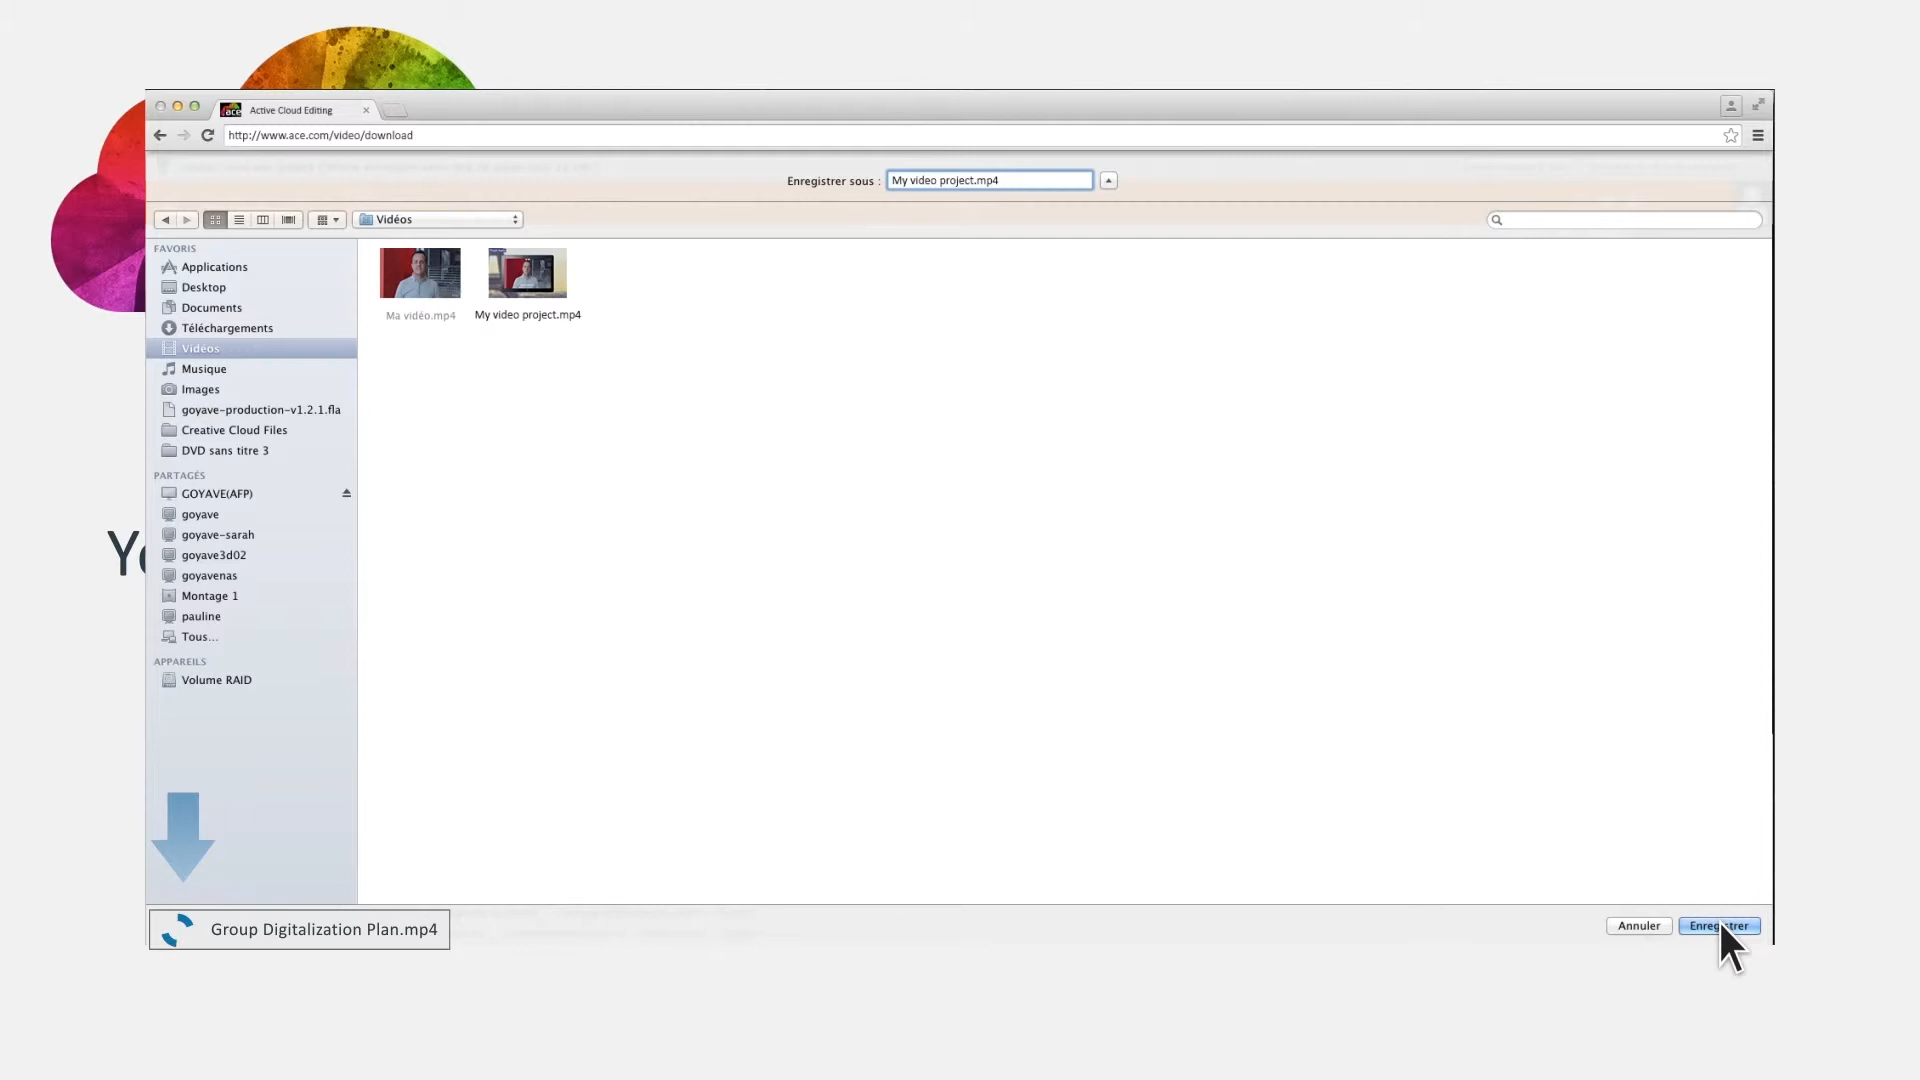 ace Active Cloud Editing
http://www.ace.com/video/download
Enregistrer sous : My video project.mp4
Vidéos
FAVORIS
Applications
Desktop
Documents
Téléchargements
Vidéos
Musique
Images
goyave-production-v1.2.1.fla
Creative Cloud Files
DVD sans titre 3
PARTAGÉS
GOYAVE(AFP)
goyave
goyave-sarah
goyave3d02
goyavenas
Montage 1
pauline
Tous...
APPAREILS
Volume RAID
Ma vidéo.mp4
My video project.mp4
Group Digitalization Plan.mp4
Annuler
Enregistrer